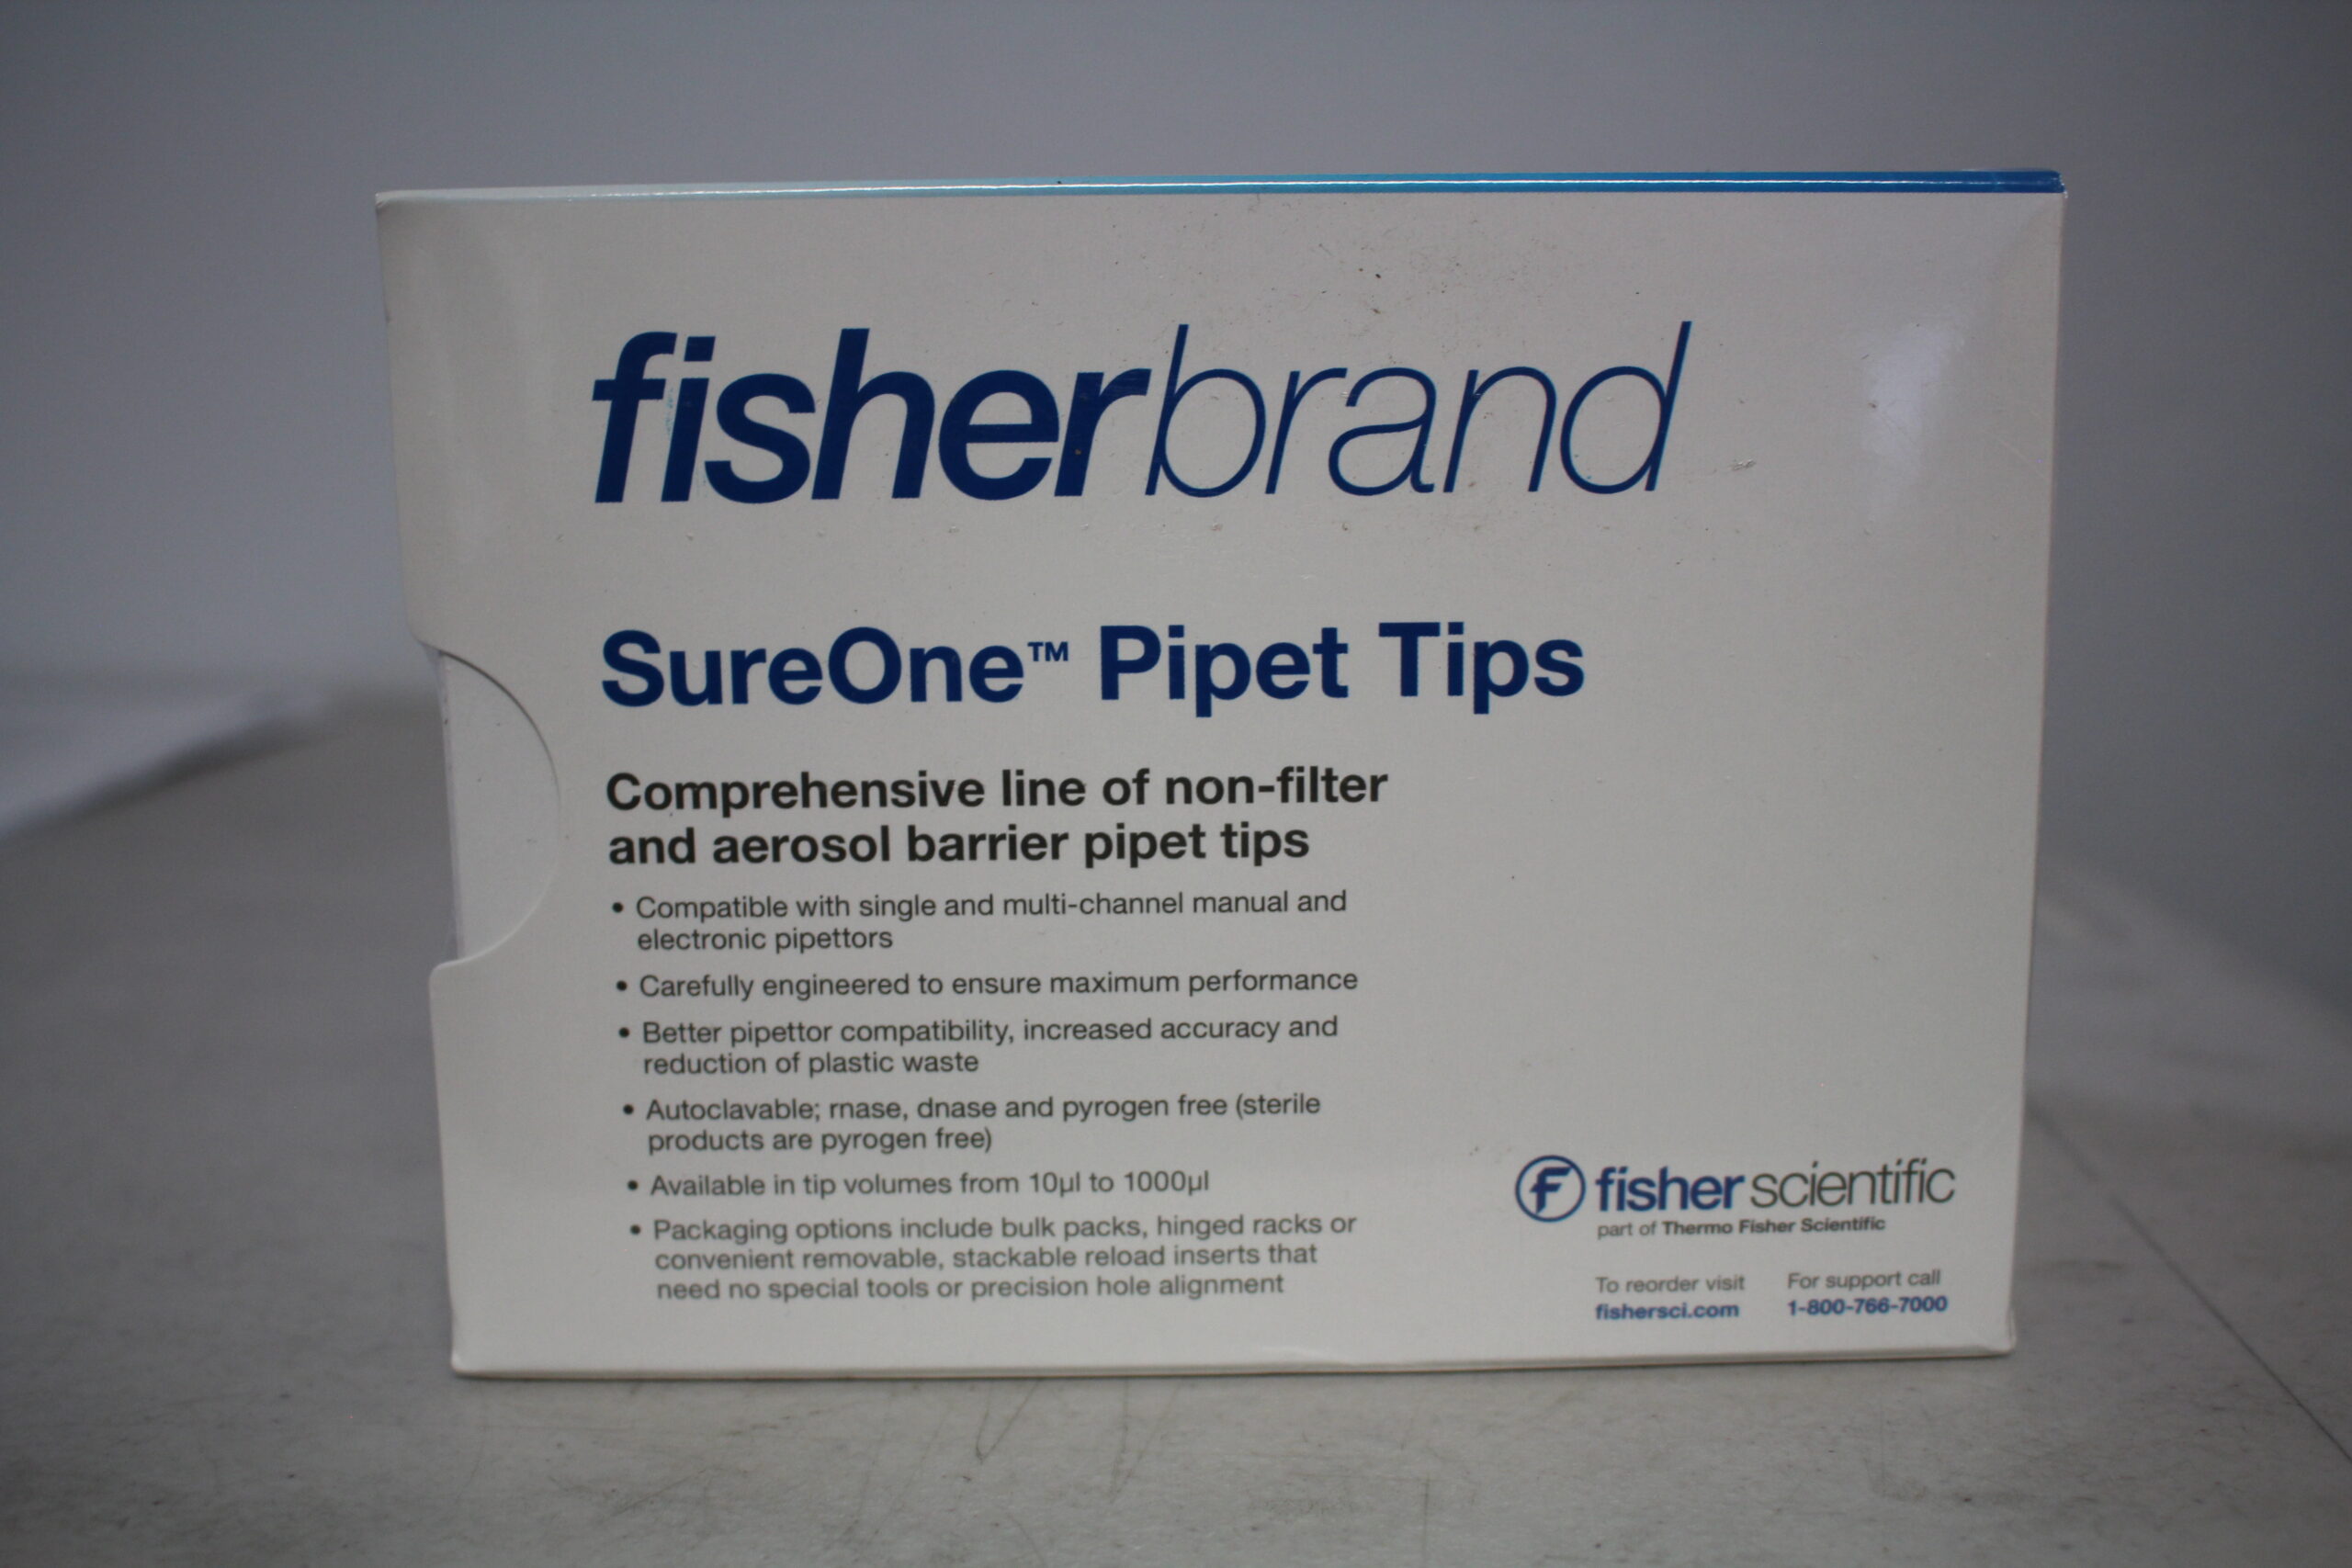 fisherbrand
SureOne™ Pipet Tips
Comprehensive line of non-filter
and aerosol barrier pipet tips
• Compatible with single and multi-channel manual and
electronic pipettors
• Carefully engineered to ensure maximum performance
• Better pipettor compatibility, increased accuracy and
reduction of plastic waste
• Autoclavable; rnase, dnase and pyrogen free (sterile
products are pyrogen free)
• Available in tip volumes from 10µl to 1000µl
• Packaging options include bulk packs, hinged racks or
convenient removable, stackable reload inserts that
need no special tools or precision hole alignment
F fisher scientific
part of Thermo Fisher Scientific
To reorder visit
fishersci.com
For support call
1-800-766-7000